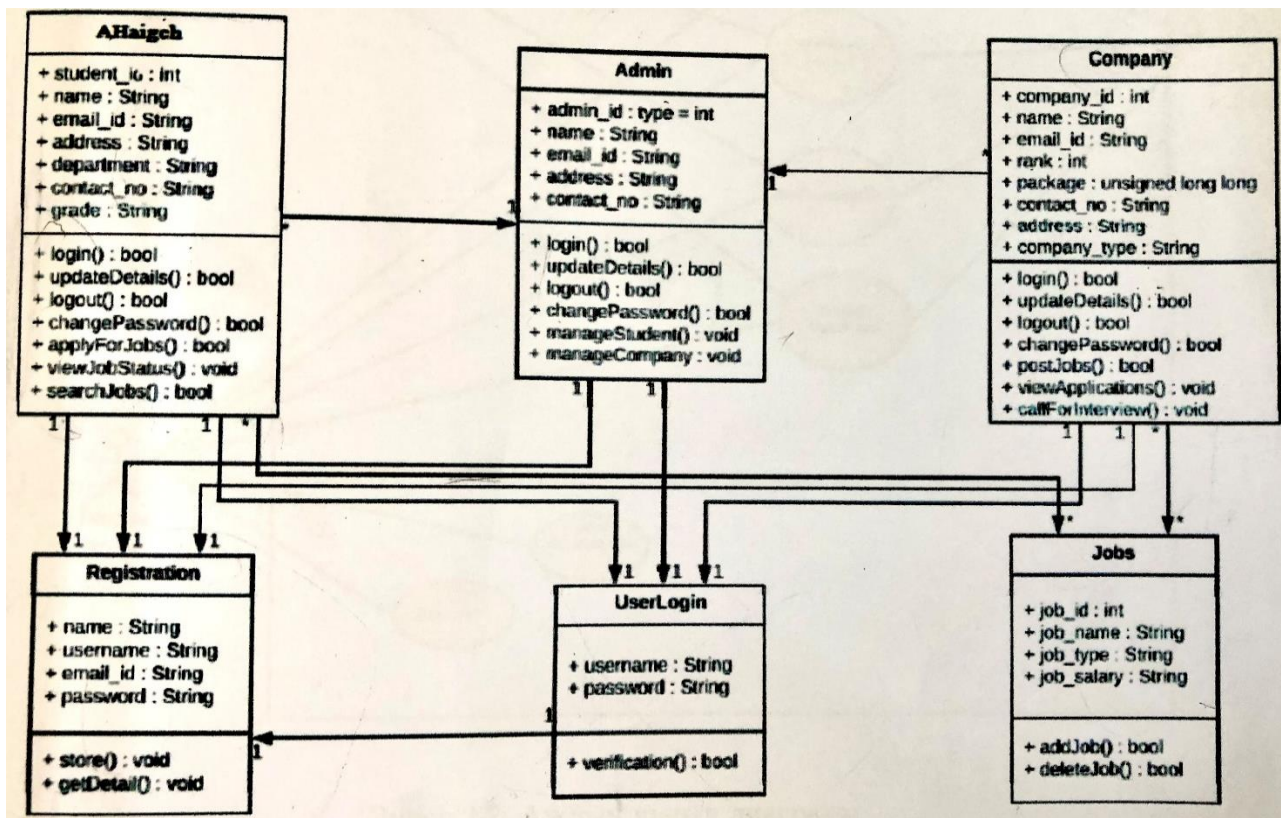 AHaigch
+ student_id : int
+ name : String
+ email_id : String
+ address : String
+ department : String
+ contact_no : String
+ grade : String
+ login() : bool
+ updateDetails() : bool
+ logout() : bool
+ changePassword() : bool
+ applyForJobs() : bool
+ viewJobStatus() : void
+ searchJobs() : bool
Admin
+ admin_id : type = int
+ name : String
+ email_id : String
+ address : String
+ contact_no : String
+ login() : bool
+ updateDetails() : bool
+ logout() : bool
+ changePassword() : bool
+ manageStudent() : void
+ manageCompany : void
Company
+ company_id : int
+ name : String
+ email_id : String
+ rank : int
+ package : unsigned long long
+ contact_no : String
+ address : String
+ company_type : String
+ login() : bool
+ updateDetails() : bool
+ logout() : bool
+ changePassword() : bool
+ postJobs() : bool
+ viewApplications() : void
+ callForInterview() : void
* 1
1 *
1 1 * 1 1 1 1 *
1 1 1 1 1 1 * *
Registration
+ name : String
+ username : String
+ email_id : String
+ password : String
+ store() : void
+ getDetail() : void
1 1
UserLogin
+ username : String
+ password : String
+ verification() : bool
Jobs
+ job_id : int
+ job_name : String
+ job_type : String
+ job_salary : String
+ addJob() : bool
+ deleteJob() : bool